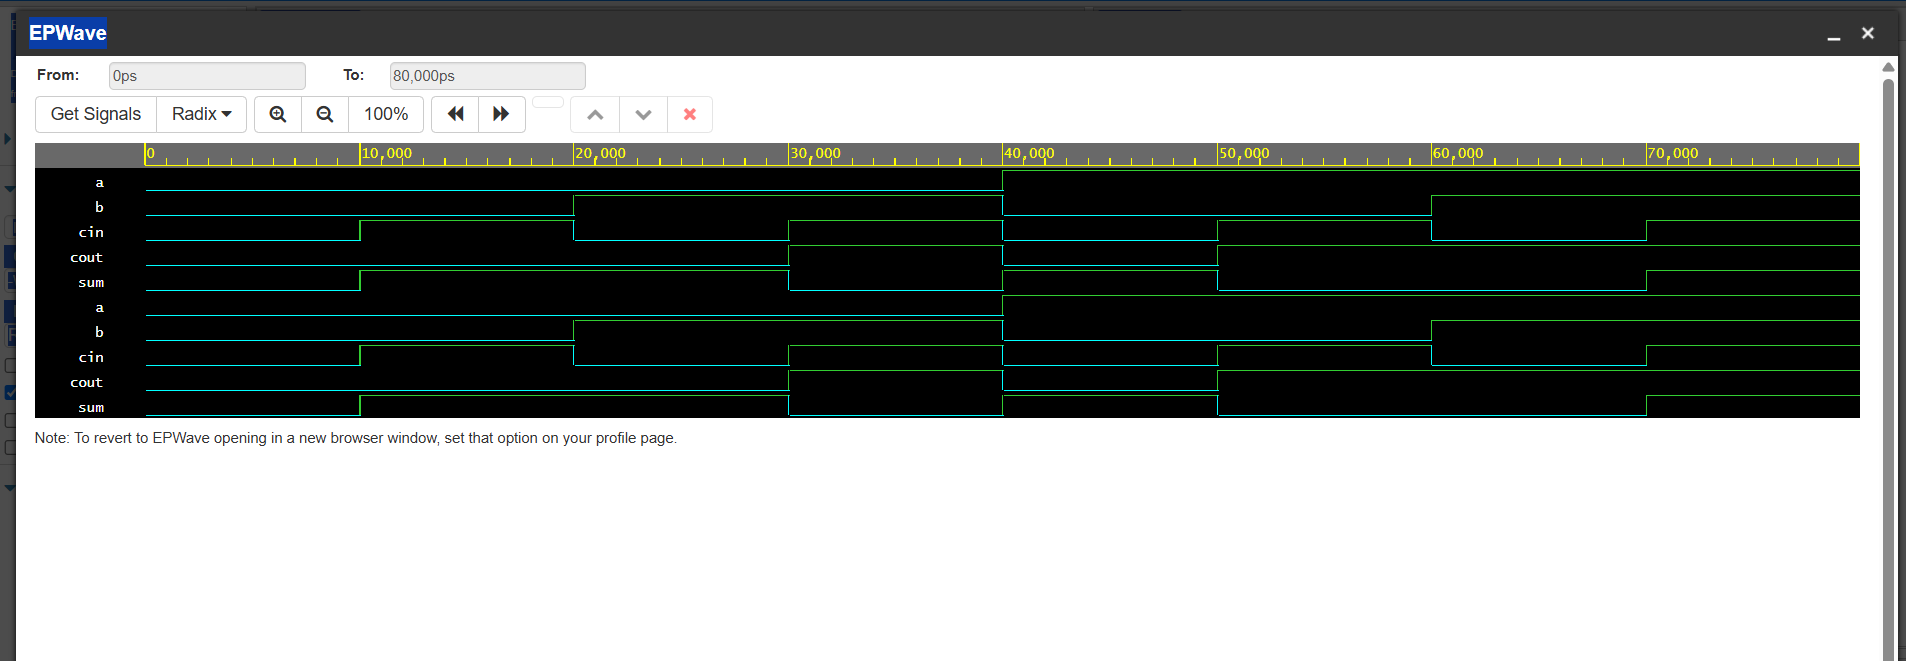 EPWave
From: 0ps To: 80,000ps
Get Signals Radix 100%
0 10,000 20,000 30,000 40,000 50,000 60,000 70,000
a
b
cin
cout
sum
a
b
cin
cout
sum
Note: To revert to EPWave opening in a new browser window, set that option on your profile page.